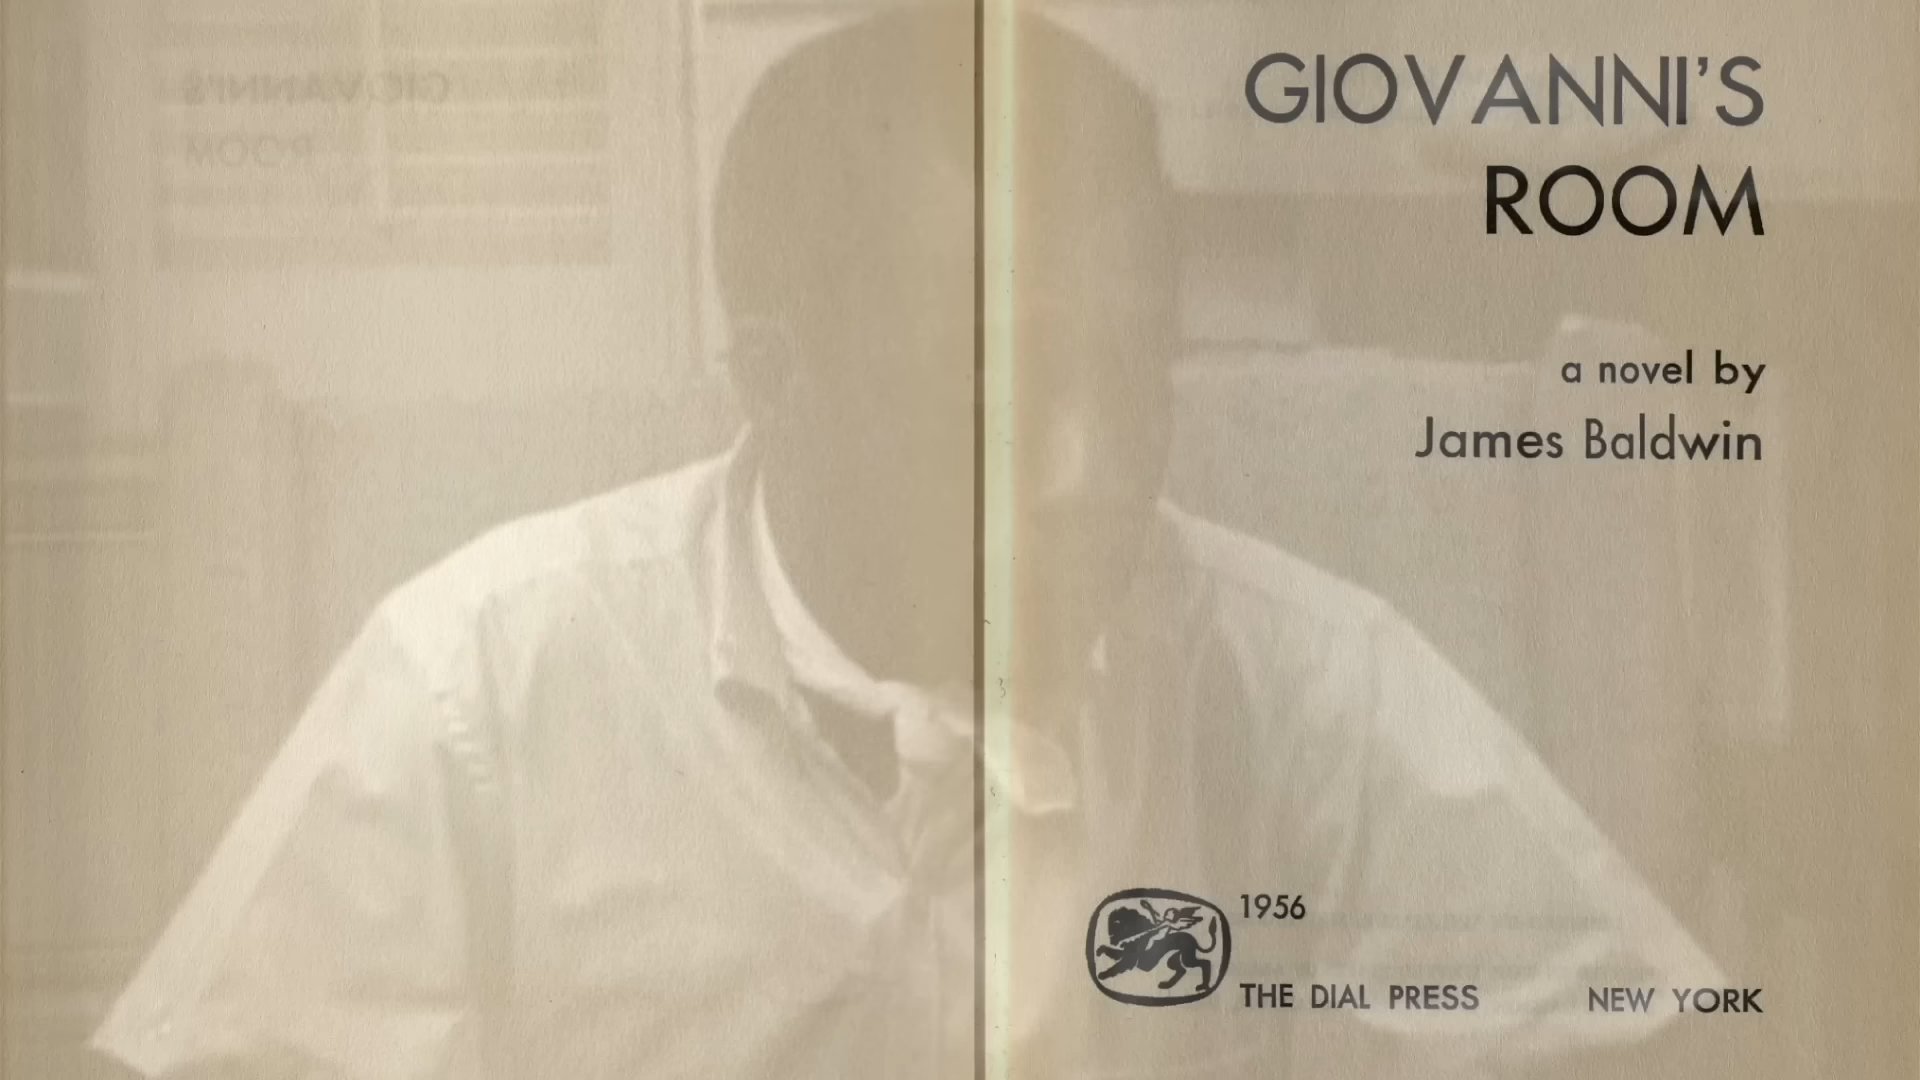 GIOVANNI'S
ROOM
a novel by
James Baldwin
1956
THE DIAL PRESS NEW YORK